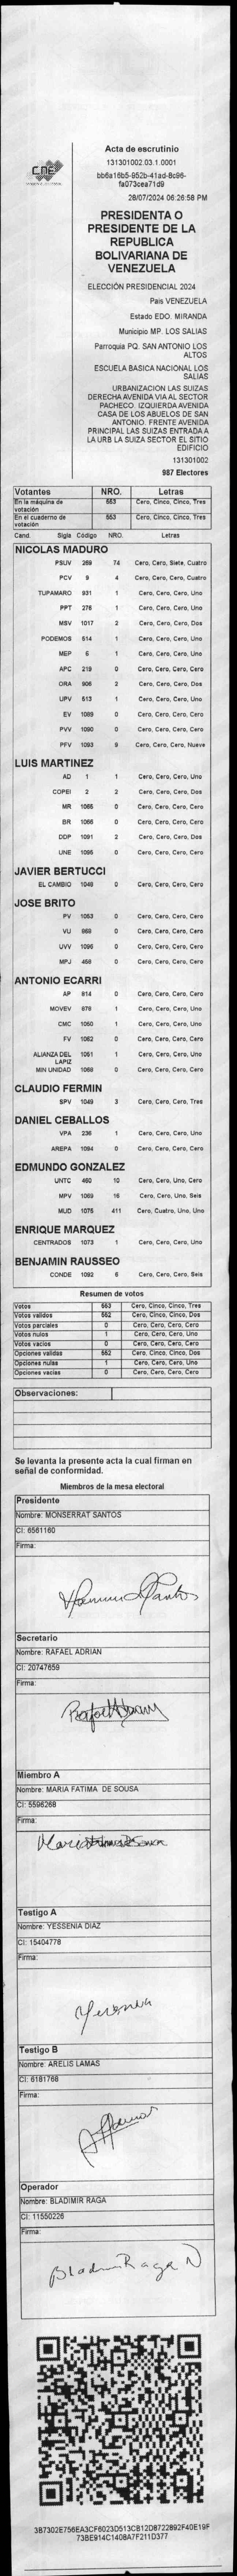 CNE
Acta de escrutinio
131301002.03.1.0001
bb6a16b5-952b-41ad-8c96-
fa073cea71d9
28/07/2024 06:26:58 PM
PRESIDENTA O
PRESIDENTE DE LA
REPUBLICA
BOLIVARIANA DE
VENEZUELA
ELECCIÓN PRESIDENCIAL 2024
Pais VENEZUELA
Estado EDO. MIRANDA
Municipio MP. LOS SALIAS
Parroquia PQ. SAN ANTONIO LOS
ALTOS
ESCUELA BASICA NACIONAL LOS
SALIAS
URBANIZACION LAS SUIZAS
DERECHA AVENIDA VIA AL SECTOR
PACHECO. IZQUIERDA AVENIDA
CASA DE LOS ABUELOS DE SAN
ANTONIO. FRENTE AVENIDA
PRINCIPAL LAS SUIZAS ENTRADA A
LA URB LA SUIZA SECTOR EL SITIO
EDIFICIO
131301002
987 Electores
Votantes NRO. Letras
En la máquina de votación 553 Cero, Cinco, Cinco, Tres
En el cuaderno de votación 553 Cero, Cinco, Cinco, Tres
Cand. Sigla Código NRO. Letras
NICOLAS MADURO
PSUV 269 74 Cero, Cero, Siete, Cuatro
PCV 9 4 Cero, Cero, Cero, Cuatro
TUPAMARO 931 1 Cero, Cero, Cero, Uno
PPT 276 1 Cero, Cero, Cero, Uno
MSV 1017 2 Cero, Cero, Cero, Dos
PODEMOS 514 1 Cero, Cero, Cero, Uno
MEP 6 1 Cero, Cero, Cero, Uno
APC 219 0 Cero, Cero, Cero, Cero
ORA 906 2 Cero, Cero, Cero, Dos
UPV 513 1 Cero, Cero, Cero, Uno
EV 1089 0 Cero, Cero, Cero, Cero
PVV 1090 0 Cero, Cero, Cero, Cero
PFV 1093 9 Cero, Cero, Cero, Nueve
LUIS MARTINEZ
AD 1 1 Cero, Cero, Cero, Uno
COPEI 2 2 Cero, Cero, Cero, Dos
MR 1065 0 Cero, Cero, Cero, Cero
BR 1066 0 Cero, Cero, Cero, Cero
DDP 1091 2 Cero, Cero, Cero, Dos
UNE 1095 0 Cero, Cero, Cero, Cero
JAVIER BERTUCCI
EL CAMBIO 1049 0 Cero, Cero, Cero, Cero
JOSE BRITO
PV 1053 0 Cero, Cero, Cero, Cero
VU 969 0 Cero, Cero, Cero, Cero
UVV 1096 0 Cero, Cero, Cero, Cero
MPJ 458 0 Cero, Cero, Cero, Cero
ANTONIO ECARRI
AP 914 0 Cero, Cero, Cero, Cero
MOVEV 678 1 Cero, Cero, Cero, Uno
CMC 1050 1 Cero, Cero, Cero, Uno
FV 1062 0 Cero, Cero, Cero, Cero
ALIANZA DEL LAPIZ 1051 1 Cero, Cero, Cero, Uno
MIN UNIDAD 1068 0 Cero, Cero, Cero, Cero
CLAUDIO FERMIN
SPV 1049 3 Cero, Cero, Cero, Tres
DANIEL CEBALLOS
VPA 236 1 Cero, Cero, Cero, Uno
AREPA 1094 0 Cero, Cero, Cero, Cero
EDMUNDO GONZALEZ
UNTC 460 10 Cero, Cero, Uno, Cero
MPV 1069 16 Cero, Cero, Uno, Seis
MUD 1075 411 Cero, Cuatro, Uno, Uno
ENRIQUE MARQUEZ
CENTRADOS 1073 1 Cero, Cero, Cero, Uno
BENJAMIN RAUSSEO
CONDE 1092 6 Cero, Cero, Cero, Seis
Resumen de votos
Votos 553 Cero, Cinco, Cinco, Tres
Votos validos 552 Cero, Cinco, Cinco, Dos
Votos parciales 0 Cero, Cero, Cero, Cero
Votos nulos 1 Cero, Cero, Cero, Uno
Votos vacios 0 Cero, Cero, Cero, Cero
Opciones validas 552 Cero, Cinco, Cinco, Dos
Opciones nulas 1 Cero, Cero, Cero, Uno
Opciones vacias 0 Cero, Cero, Cero, Cero
Observaciones:
Se levanta la presente acta la cual firman en
señal de conformidad.
Miembros de la mesa electoral
Presidente
Nombre: MONSERRAT SANTOS
CI: 6561160
Firma:
Secretario
Nombre: RAFAEL ADRIAN
CI: 20747659
Firma:
Rafael Adrian
Miembro A
Nombre: MARIA FATIMA DE SOUSA
CI: 5596268
Firma:
Testigo A
Nombre: YESSENIA DIAZ
CI: 15404778
Firma:
Testigo B
Nombre: ARELIS LAMAS
CI: 6181768
Firma:
Operador
Nombre: BLADIMIR RAGA
CI: 11550226
Firma:
Bladimir Raga
3B7302E756EA3CF6023D513CB12D8722892F40E19F
73BE914C1408A7F211D377